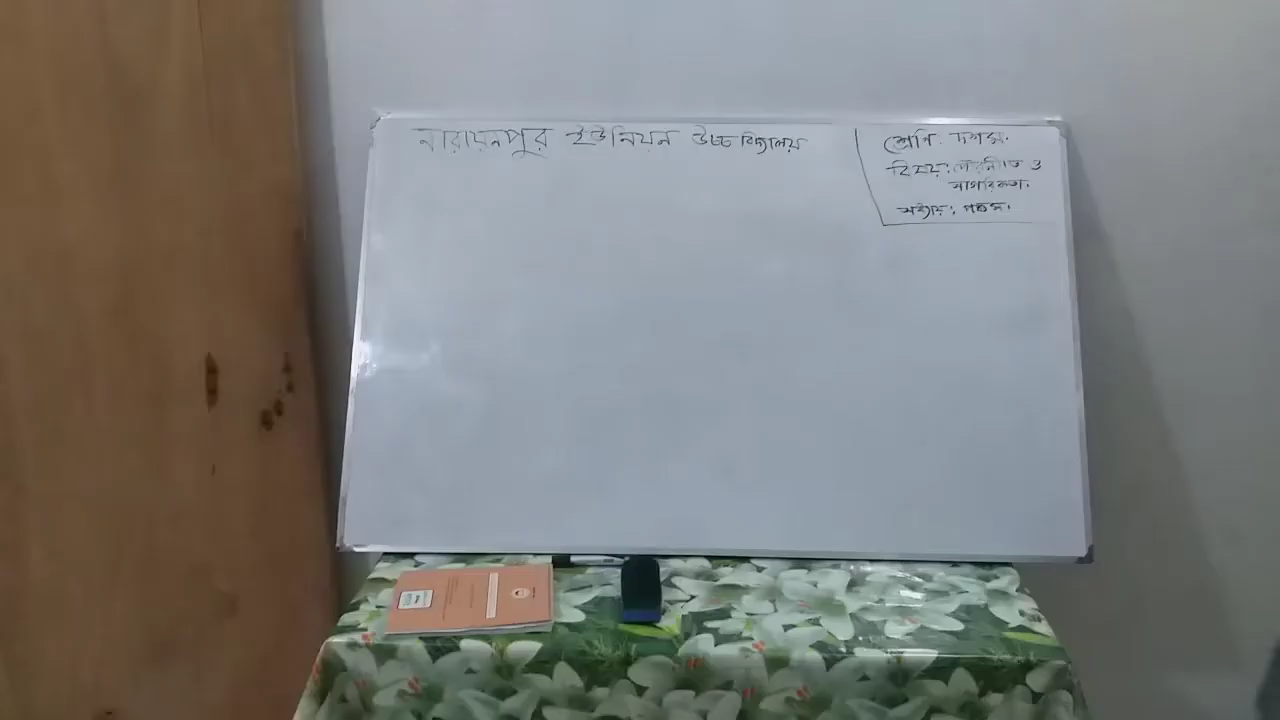 নারায়নপুর ইউনিয়ন উচ্চ বিদ্যালয়
শ্রেণি: দশম.
বিষয়: পৌরনীতি ও
নাগরিকতা.
অধ্যায়: পঞ্চম.